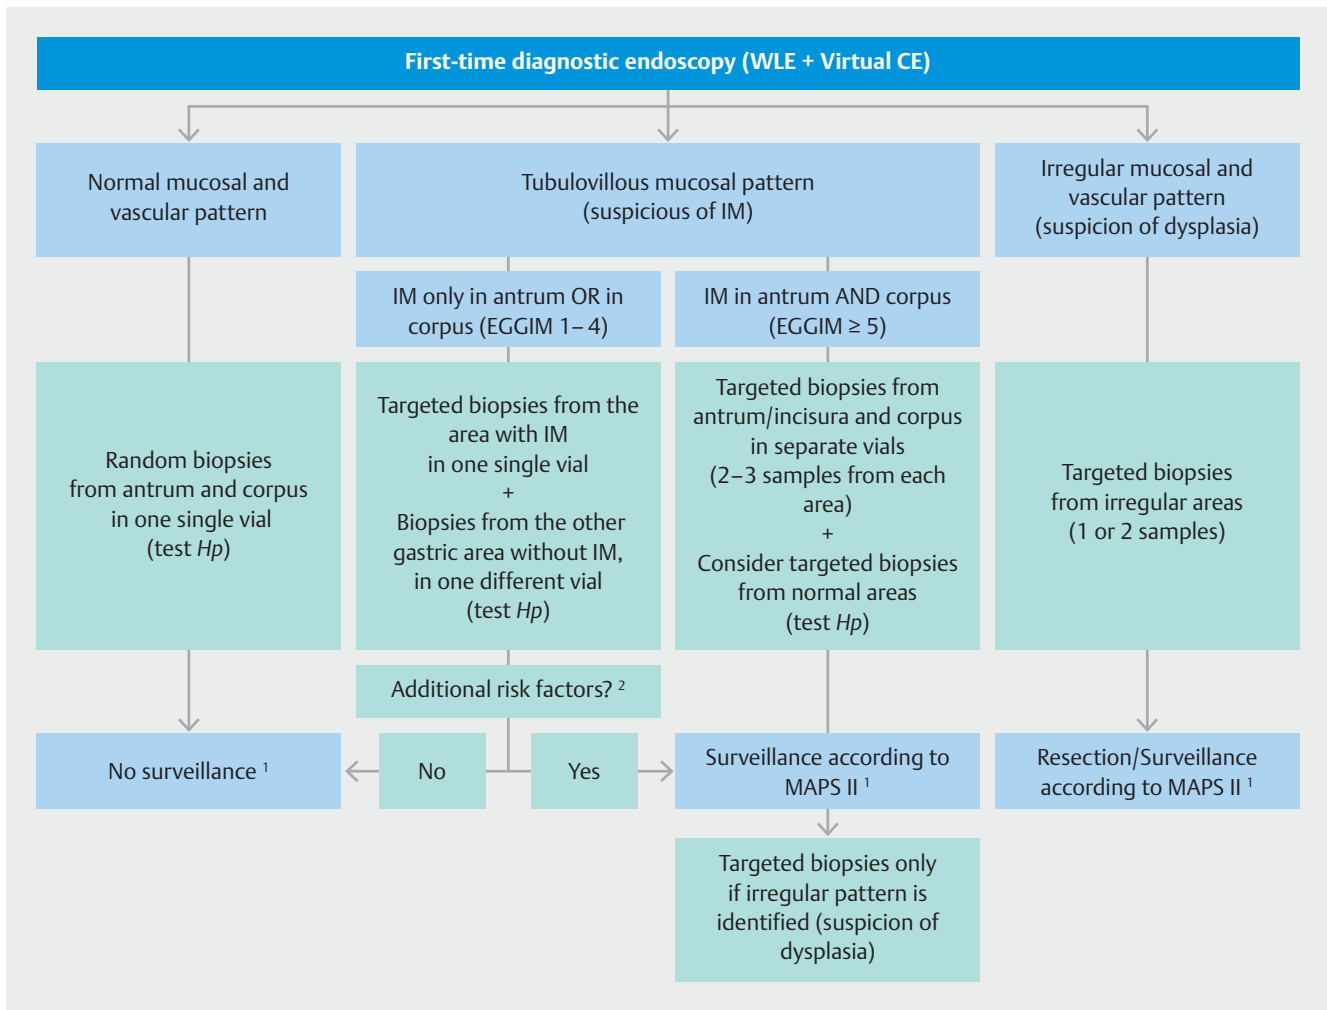 First-time diagnostic endoscopy (WLE + Virtual CE)
Normal mucosal and
vascular pattern
Tubulovillous mucosal pattern
(suspicious of IM)
Irregular mucosal and
vascular pattern
(suspicion of dysplasia)
IM only in antrum OR in
corpus (EGGIM 1–4)
IM in antrum AND corpus
(EGGIM ≥ 5)
Random biopsies
from antrum and corpus
in one single vial
(test Hp)
Targeted biopsies from the
area with IM
in one single vial
+
Biopsies from the other
gastric area without IM,
in one different vial
(test Hp)
Targeted biopsies from
antrum/incisura and corpus
in separate vials
(2–3 samples from each
area)
+
Consider targeted biopsies
from normal areas
(test Hp)
Targeted biopsies
from irregular areas
(1 or 2 samples)
Additional risk factors? 2
No surveillance 1
No
Yes
Surveillance according to
MAPS II 1
Resection/Surveillance
according to MAPS II 1
Targeted biopsies only
if irregular pattern is
identified (suspicion of
dysplasia)